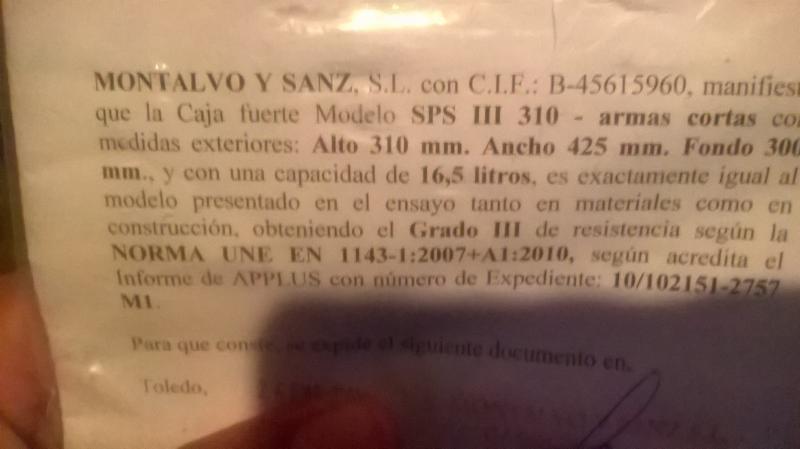 MONTALVO Y SANZ, S.L. con C.I.F.: B-45615960, manifiest
que la Caja fuerte Modelo SPS III 310 - armas cortas co
medidas exteriores: Alto 310 mm. Ancho 425 mm. Fondo 300
mm., y con una capacidad de 16,5 litros, es exactamente igual al
modelo presentado en el ensayo tanto en materiales como en
construcción, obteniendo el Grado III de resistencia según la
NORMA UNE EN 1143-1:2007+A1:2010, según acredita el
Informe de APPLUS con número de Expediente: 10/102151-2757
M1.
Para que conste, se expide el siguiente documento en.
Toledo,